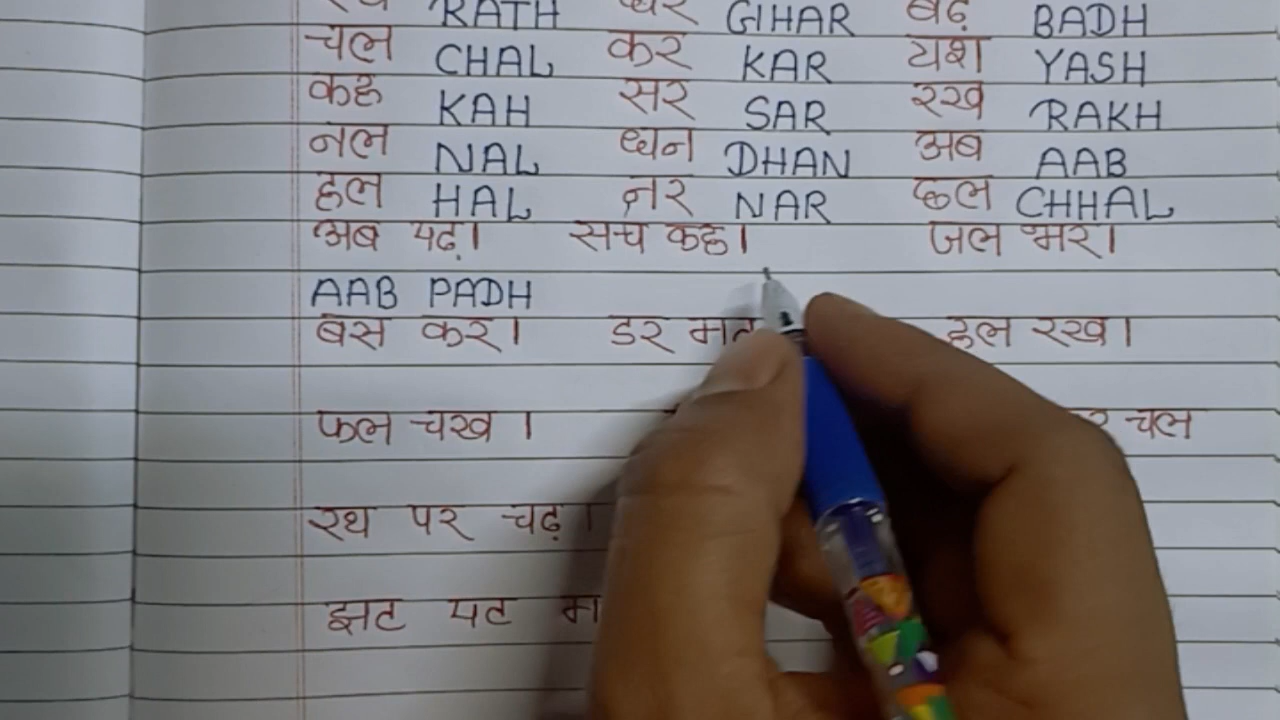 रथ RATH घर GHAR बढ़ BADH
चल CHAL कर KAR यश YASH
कह KAH सर SAR रख RAKH
नल NAL धन DHAN अब AAB
हल HAL नर NAR छल CHHAL
अब पढ़। सच कह। जल भर।
AAB PADH
बस कर। डर मत हल रख।
फल चख। चल
रथ पर चढ़।
झट पट